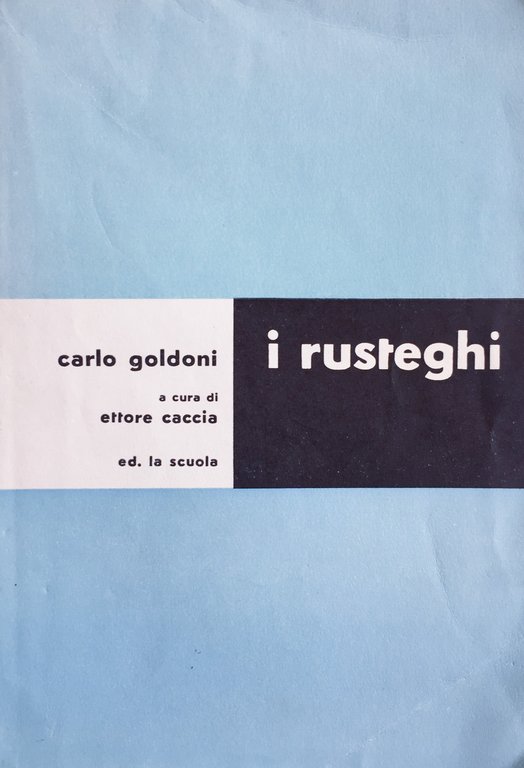 carlo goldoni
a cura di
ettore caccia
ed. la scuola
i rusteghi